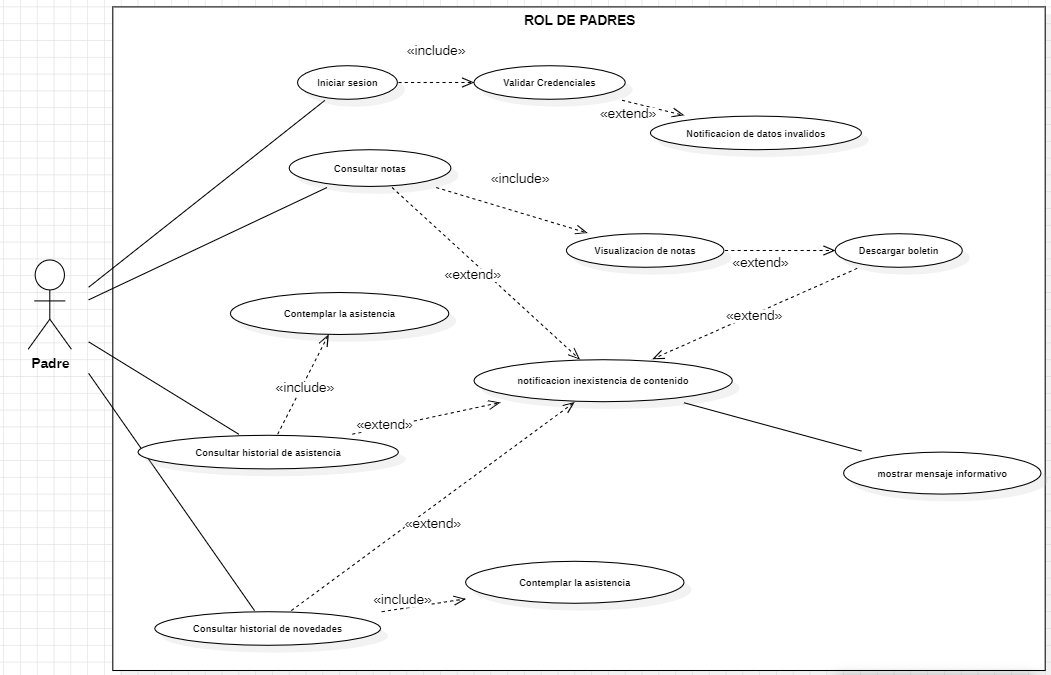 ROL DE PADRES
«include»
Iniciar sesion
Validar Credenciales
«extend»
Notificacion de datos invalidos
Consultar notas
«include»
Visualizacion de notas
«extend»
Descargar boletin
«extend»
«extend»
Contemplar la asistencia
Padre
«include»
notificacion inexistencia de contenido
«extend»
Consultar historial de asistencia
mostrar mensaje informativo
«extend»
Contemplar la asistencia
«include»
Consultar historial de novedades